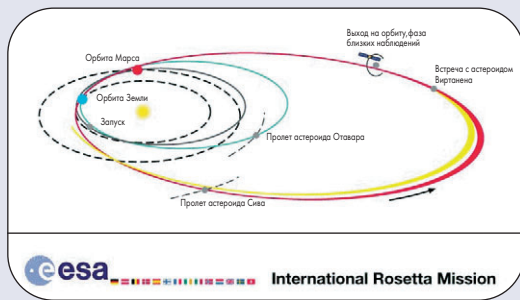 Выход на орбиту, фаза
близких наблюдений
Орбита Марса
Встреча с астероидом
Виртанена
Орбита Земли
Запуск
Пролет астероида Отавара
Пролет астероида Сива
esa
International Rosetta Mission